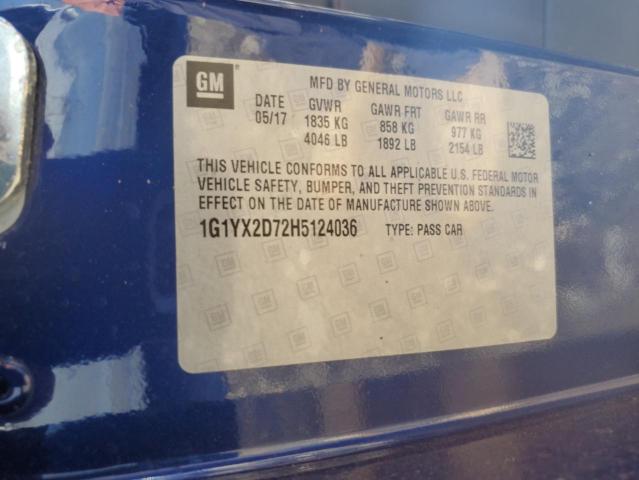 GM
MFD BY GENERAL MOTORS LLC
DATE GVWR GAWR FRT GAWR RR
05/17 1835 KG 858 KG 977 KG
4046 LB 1892 LB 2154 LB
THIS VEHICLE CONFORMS TO ALL APPLICABLE U.S. FEDERAL MOTOR
VEHICLE SAFETY, BUMPER, AND THEFT PREVENTION STANDARDS IN
EFFECT ON THE DATE OF MANUFACTURE SHOWN ABOVE.
1G1YX2D72H5124036 TYPE: PASS CAR